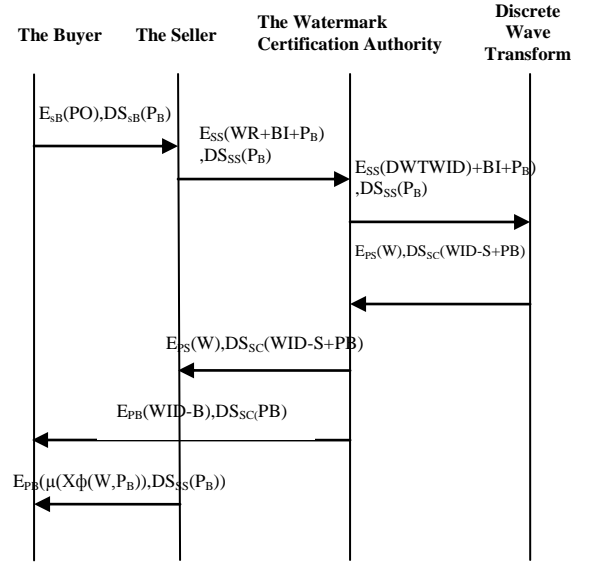 The Buyer
The Seller
The Watermark
Certification Authority
Discrete
Wave
Transform
EsB(PO),DSsB(PB)
ESS(WR+BI+PB)
,DSSS(PB)
ESS(DWTWID)+BI+PB)
,DSSS(PB)
EPS(W),DSSC(WID-S+PB)
EPS(W),DSSC(WID-S+PB)
EPB(WID-B),DSSC(PB)
EPB(μ(Xф(W,PB)),DSSS(PB))